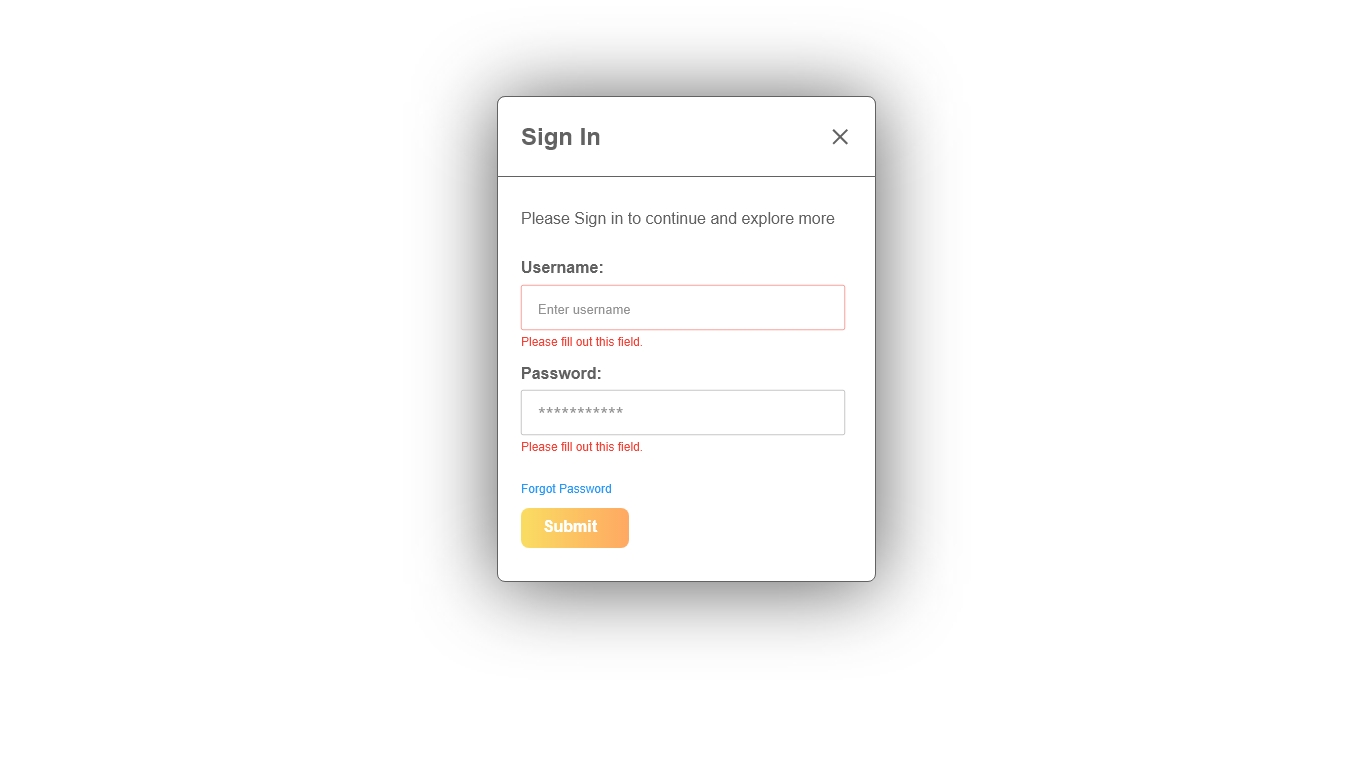 Sign In
Please Sign in to continue and explore more
Username:
Enter username
Please fill out this field.
Password:
***********
Please fill out this field.
Forgot Password
Submit